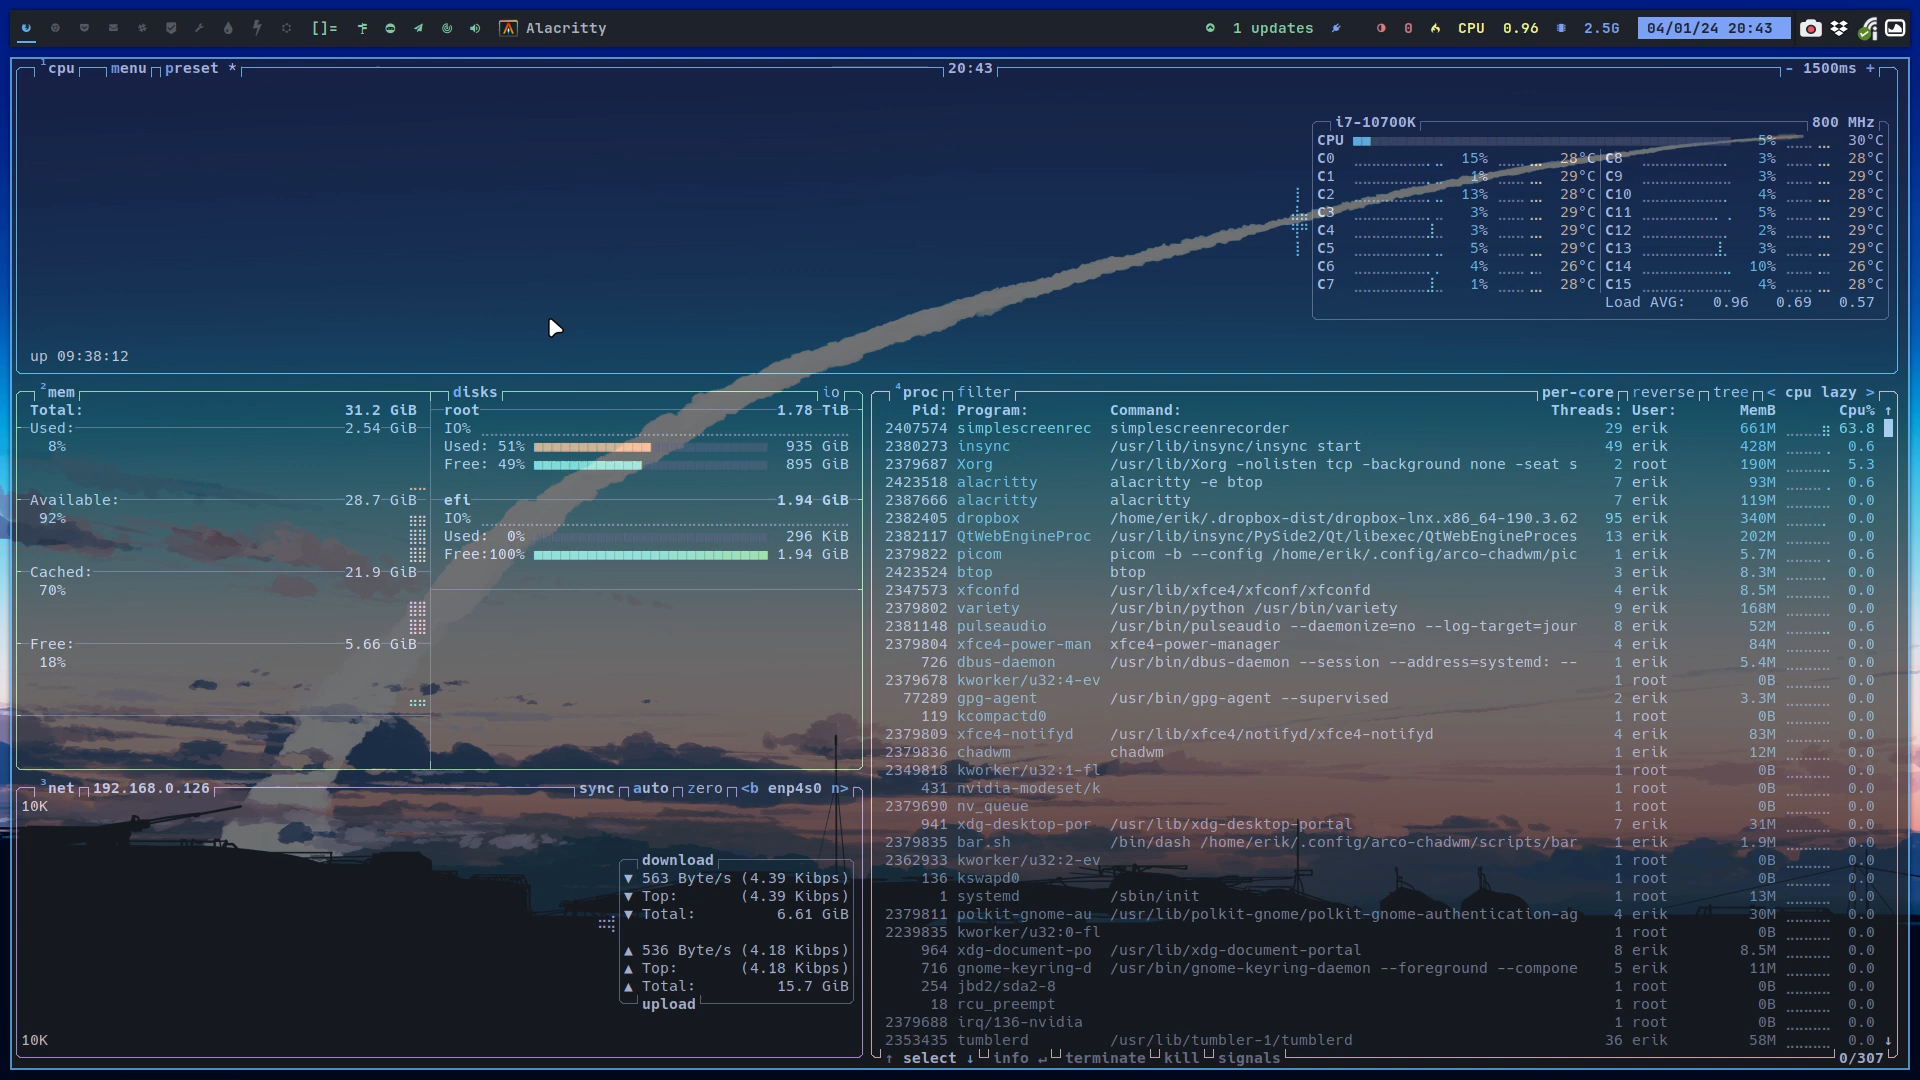 []= Alacritty 1 updates 0 CPU 0.96 2.5G 04/01/24 20:43
1cpu menu preset * 20:43 - 1500ms +
i7-10700K 800 MHz
CPU 5% 30°C
C0 15% 28°C C8 3% 28°C
C1 1% 29°C C9 3% 29°C
C2 13% 28°C C10 4% 28°C
C3 3% 29°C C11 5% 29°C
C4 3% 29°C C12 2% 29°C
C5 5% 29°C C13 3% 29°C
C6 4% 26°C C14 10% 26°C
C7 1% 28°C C15 4% 28°C
Load AVG: 0.96 0.69 0.57
up 09:38:12
2mem disks io
Total: 31.2 GiB root 1.78 TiB
Used: 2.54 GiB IO%
8% Used: 51% 935 GiB
Free: 49% 895 GiB
Available: 28.7 GiB efi 1.94 GiB
92% IO%
Used: 0% 296 KiB
Free:100% 1.94 GiB
Cached: 21.9 GiB
70%
Free: 5.66 GiB
18%
3net 192.168.0.126 sync auto zero <b enp4s0 n>
10K
download
▼ 563 Byte/s (4.39 Kibps)
▼ Top: (4.39 Kibps)
▼ Total: 6.61 GiB
▲ 536 Byte/s (4.18 Kibps)
▲ Top: (4.18 Kibps)
▲ Total: 15.7 GiB
upload
10K
4proc filter per-core reverse tree < cpu lazy >
Pid: Program: Command: Threads: User: MemB Cpu% ↑
2407574 simplescreenrec simplescreenrecorder 29 erik 661M 63.8
2380273 insync /usr/lib/insync/insync start 49 erik 428M 0.6
2379687 Xorg /usr/lib/Xorg -nolisten tcp -background none -seat s 2 root 190M 5.3
2423518 alacritty alacritty -e btop 7 erik 93M 0.6
2387666 alacritty alacritty 7 erik 119M 0.0
2382405 dropbox /home/erik/.dropbox-dist/dropbox-lnx.x86_64-190.3.62 95 erik 340M 0.0
2382117 QtWebEngineProc /usr/lib/insync/PySide2/Qt/libexec/QtWebEngineProces 13 erik 202M 0.0
2379822 picom picom -b --config /home/erik/.config/arco-chadwm/pic 1 erik 5.7M 0.6
2423524 btop btop 3 erik 8.3M 0.0
2347573 xfconfd /usr/lib/xfce4/xfconf/xfconfd 4 erik 8.5M 0.0
2379802 variety /usr/bin/python /usr/bin/variety 9 erik 168M 0.0
2381148 pulseaudio /usr/bin/pulseaudio --daemonize=no --log-target=jour 8 erik 52M 0.6
2379804 xfce4-power-man xfce4-power-manager 4 erik 84M 0.0
726 dbus-daemon /usr/bin/dbus-daemon --session --address=systemd: -- 1 erik 5.4M 0.0
2379678 kworker/u32:4-ev 1 root 0B 0.0
77289 gpg-agent /usr/bin/gpg-agent --supervised 2 erik 3.3M 0.0
119 kcompactd0 1 root 0B 0.0
2379809 xfce4-notifyd /usr/lib/xfce4/notifyd/xfce4-notifyd 4 erik 83M 0.0
2379836 chadwm chadwm 1 erik 12M 0.0
2349818 kworker/u32:1-fl 1 root 0B 0.0
431 nvidia-modeset/k 1 root 0B 0.0
2379690 nv_queue 1 root 0B 0.0
941 xdg-desktop-por /usr/lib/xdg-desktop-portal 7 erik 31M 0.0
2379835 bar.sh /bin/dash /home/erik/.config/arco-chadwm/scripts/bar 1 erik 1.9M 0.0
2362933 kworker/u32:2-ev 1 root 0B 0.0
136 kswapd0 1 root 0B 0.0
1 systemd /sbin/init 1 root 13M 0.0
2379811 polkit-gnome-au /usr/lib/polkit-gnome/polkit-gnome-authentication-ag 4 erik 30M 0.0
2239835 kworker/u32:0-fl 1 root 0B 0.0
964 xdg-document-po /usr/lib/xdg-document-portal 8 erik 8.5M 0.0
716 gnome-keyring-d /usr/bin/gnome-keyring-daemon --foreground --compone 5 erik 11M 0.0
254 jbd2/sda2-8 1 root 0B 0.0
18 rcu_preempt 1 root 0B 0.0
2379688 irq/136-nvidia 1 root 0B 0.0
2353435 tumblerd /usr/lib/tumbler-1/tumblerd 36 erik 58M 0.0 ↓
↑ select ↓ info ↵ terminate kill signals 0/307